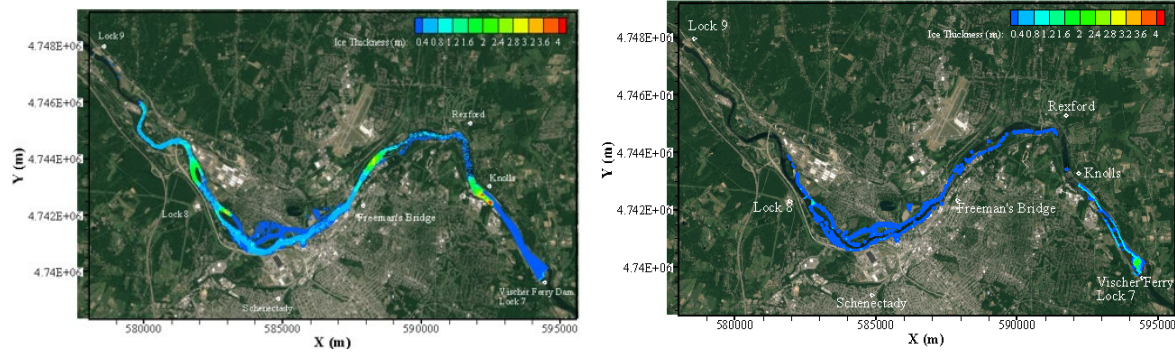 Lock 9
Ice Thickness (m):
0.4 0.8 1.2 1.6 2 2.4 2.8 3.2 3.6 4
4.748E+06
4.746E+06
4.744E+06
4.742E+06
4.74E+06
Y (m)
Rexford
Knolls
Lock 8
Freeman's Bridge
Vischer Ferry Dam
Lock 7
Schenectady
580000 585000 590000 595000
X (m)
Lock 9
Ice Thickness (m):
0.4 0.8 1.2 1.6 2 2.4 2.8 3.2 3.6 4
4.748E+06
4.746E+06
4.744E+06
4.742E+06
4.74E+06
Y (m)
Rexford
Knolls
Lock 8
Freeman's Bridge
Vischer Ferry
Lock 7
Schenectady
580000 585000 590000 595000
X (m)